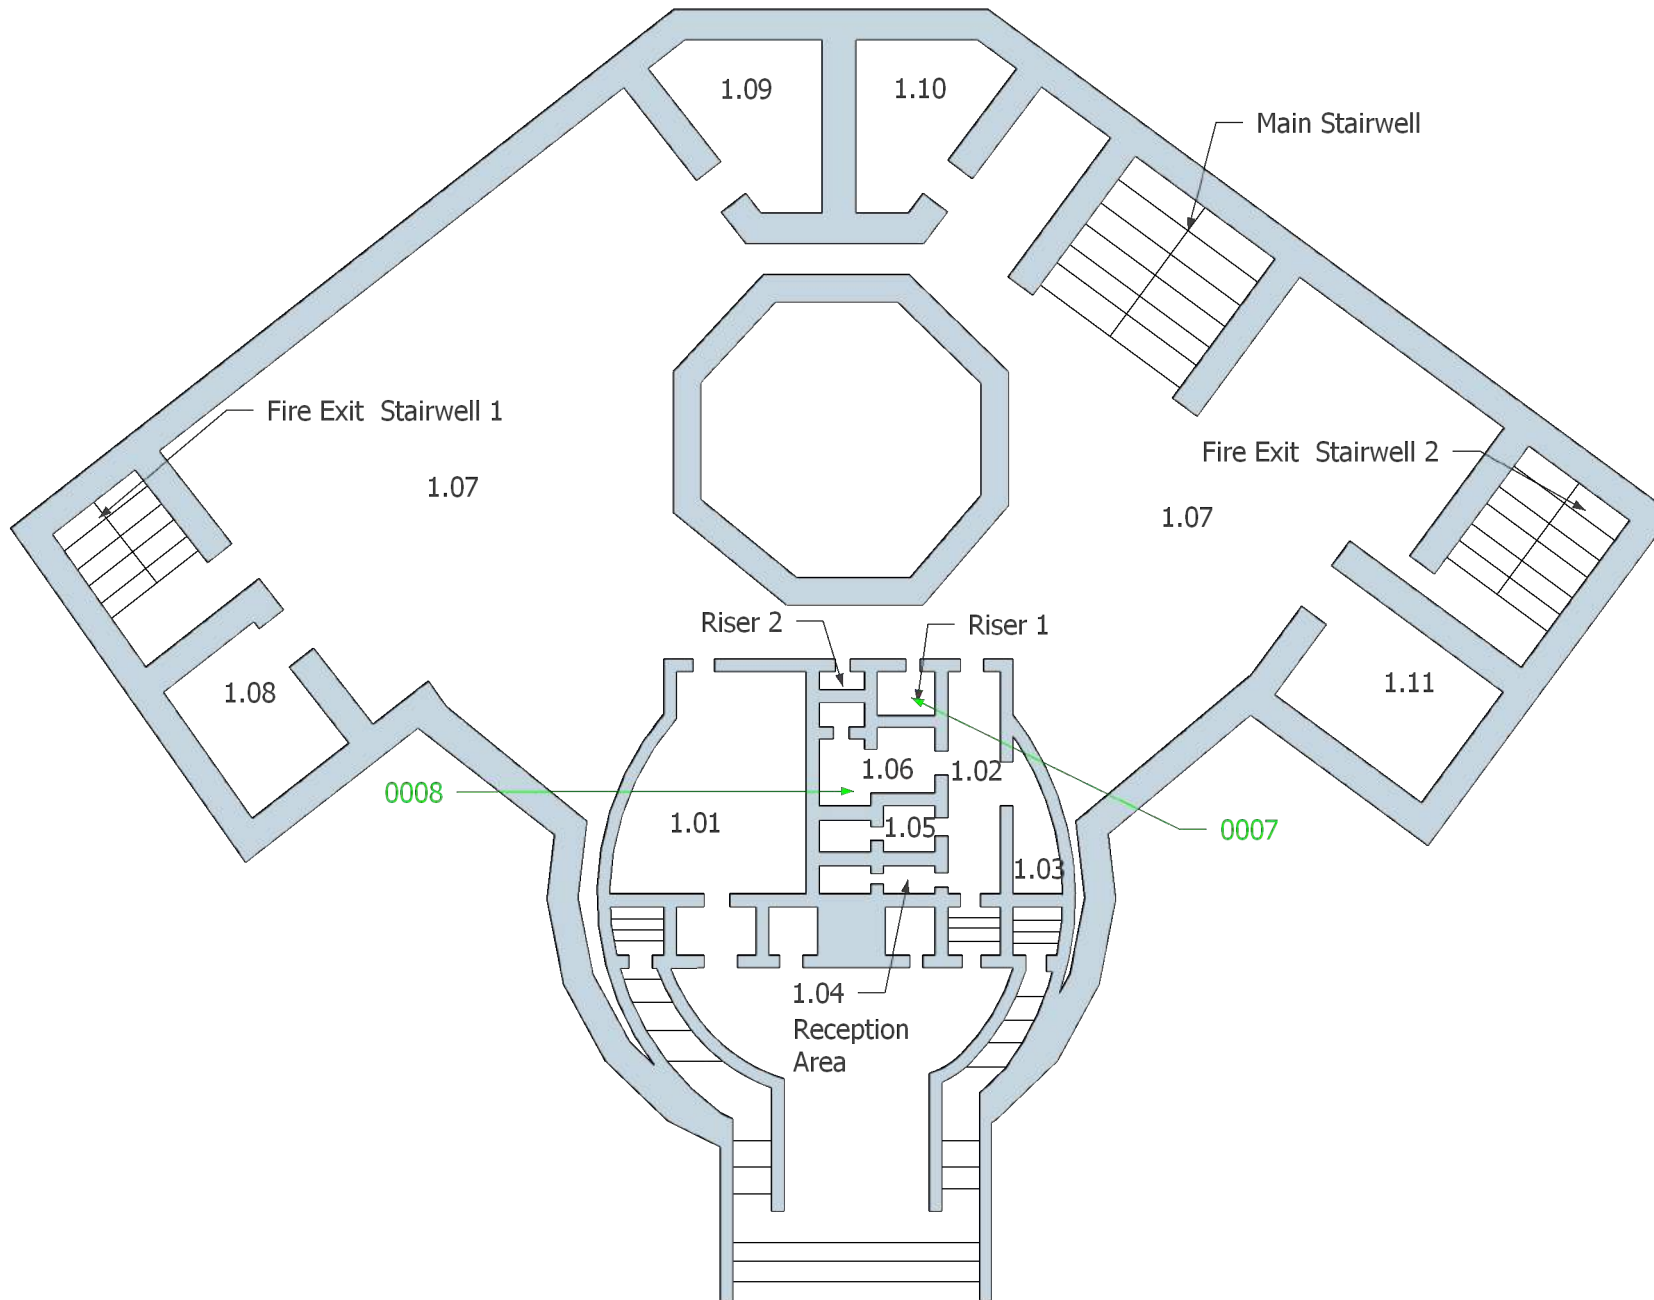 1.09
1.10
Main Stairwell
Fire Exit  Stairwell 1
Fire Exit  Stairwell 2
1.07
1.07
Riser 2
Riser 1
1.08
1.11
1.06
1.02
0008
1.01
1.05
0007
1.03
1.04
Reception
Area